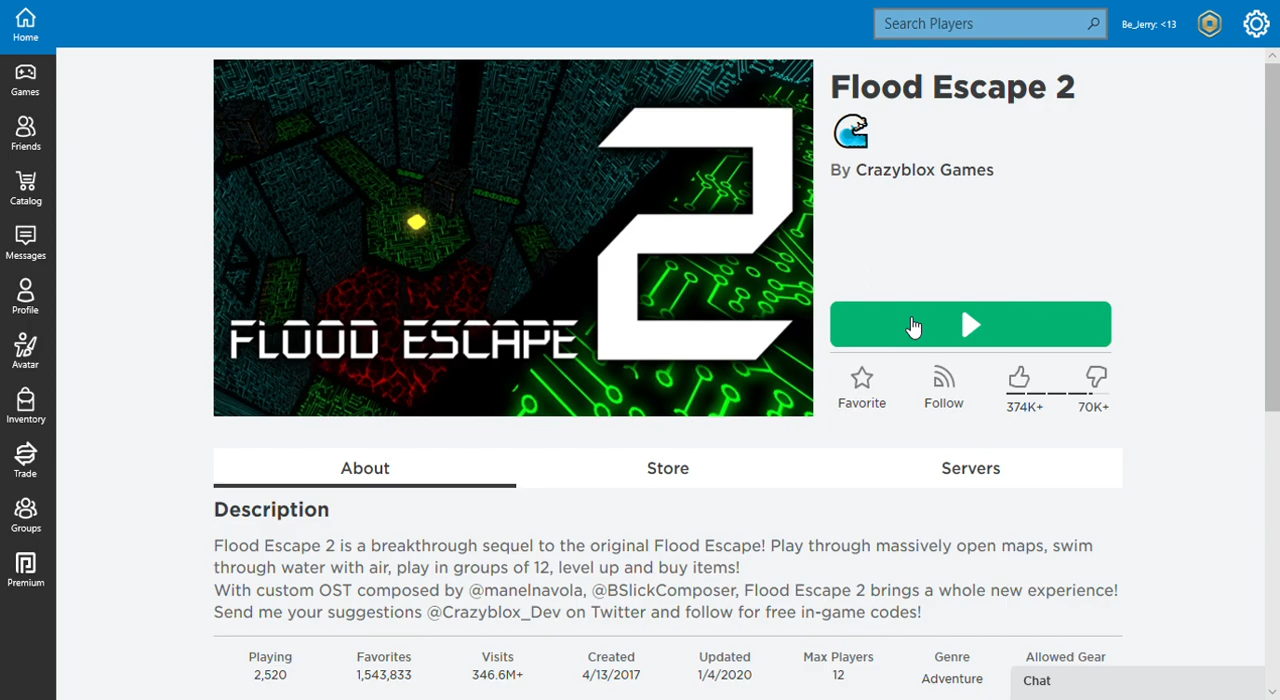 Home
Search Players
Be_Jerry: <13
Games
Friends
Catalog
Messages
Profile
Avatar
Inventory
Trade
Groups
Premium
FLOOD ESCAPE 2
Flood Escape 2
By Crazyblox Games
Favorite
Follow
374K+
70K+
About
Store
Servers
Description
Flood Escape 2 is a breakthrough sequel to the original Flood Escape! Play through massively open maps, swim
through water with air, play in groups of 12, level up and buy items!
With custom OST composed by @manelnavola, @BSlickComposer, Flood Escape 2 brings a whole new experience!
Send me your suggestions @Crazyblox_Dev on Twitter and follow for free in-game codes!
Playing Favorites Visits Created Updated Max Players Genre Allowed Gear
2,520 1,543,833 346.6M+ 4/13/2017 1/4/2020 12 Adventure
Chat